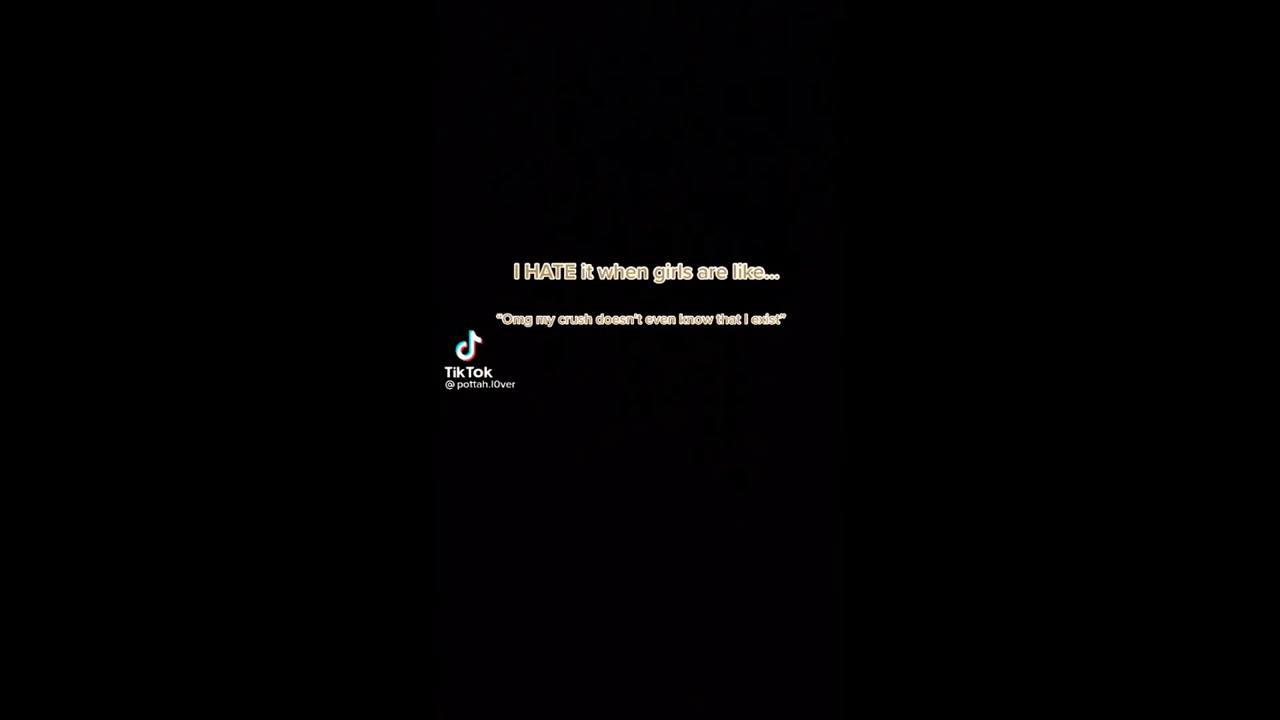 I HATE it when girls are like...
“Omg my crush doesn't even know that I exist”
TikTok
@pottah.l0ver